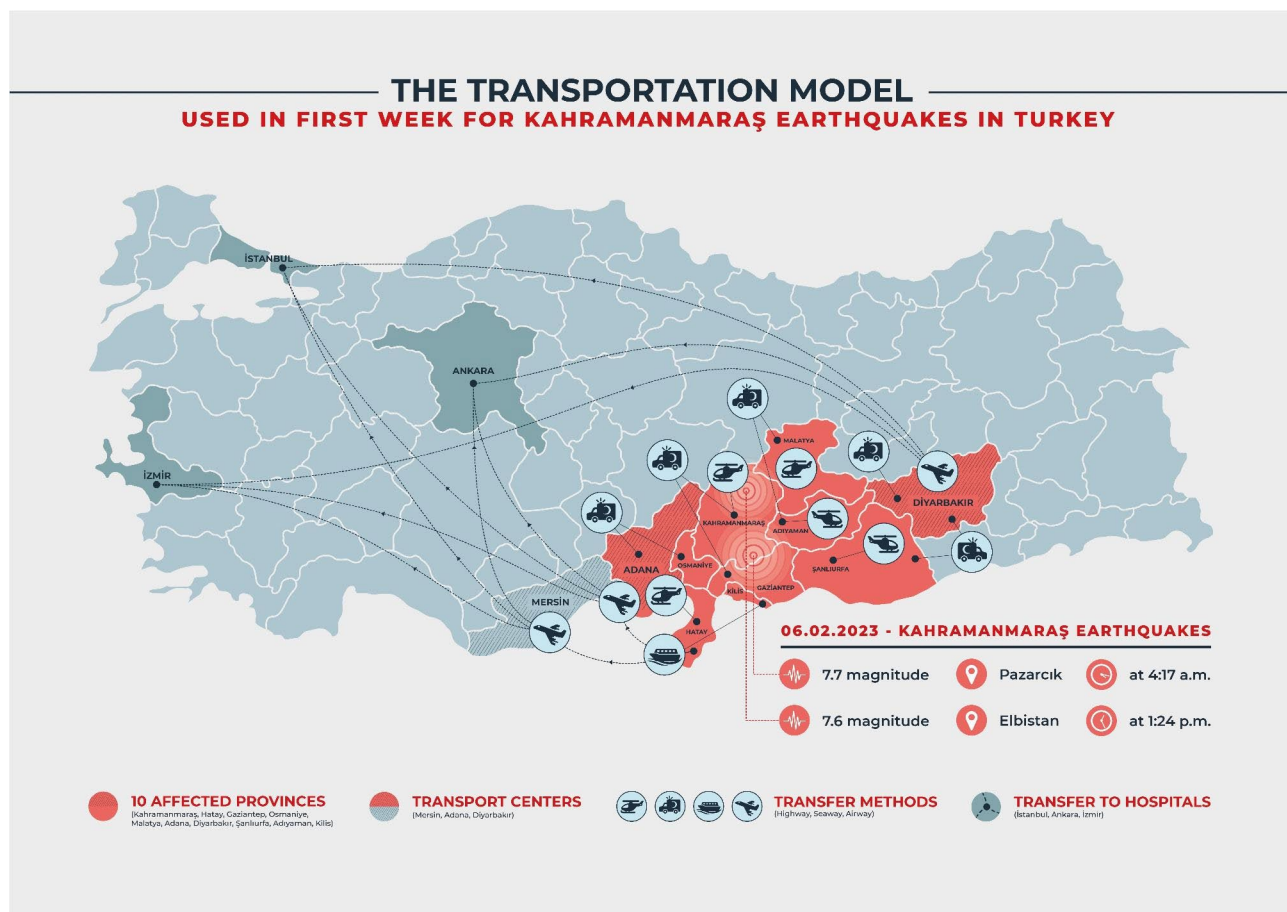 THE TRANSPORTATION MODEL
USED IN FIRST WEEK FOR KAHRAMANMARAŞ EARTHQUAKES IN TURKEY
İSTANBUL
ANKARA
İZMİR
MALATYA
DİYARBAKIR
KAHRAMANMARAŞ
ADIYAMAN
OSMANİYE
ADANA
ŞANLIURFA
KİLİS
GAZİANTEP
MERSİN
HATAY
06.02.2023 - KAHRAMANMARAŞ EARTHQUAKES
7.7 magnitude Pazarcık at 4:17 a.m.
7.6 magnitude Elbistan at 1:24 p.m.
10 AFFECTED PROVINCES
(Kahramanmaraş, Hatay, Gaziantep, Osmaniye,
Malatya, Adana, Diyarbakır, Şanlıurfa, Adıyaman, Kilis)
TRANSPORT CENTERS
(Mersin, Adana, Diyarbakır)
TRANSFER METHODS
(Highway, Seaway, Airway)
TRANSFER TO HOSPITALS
(İstanbul, Ankara, İzmir)